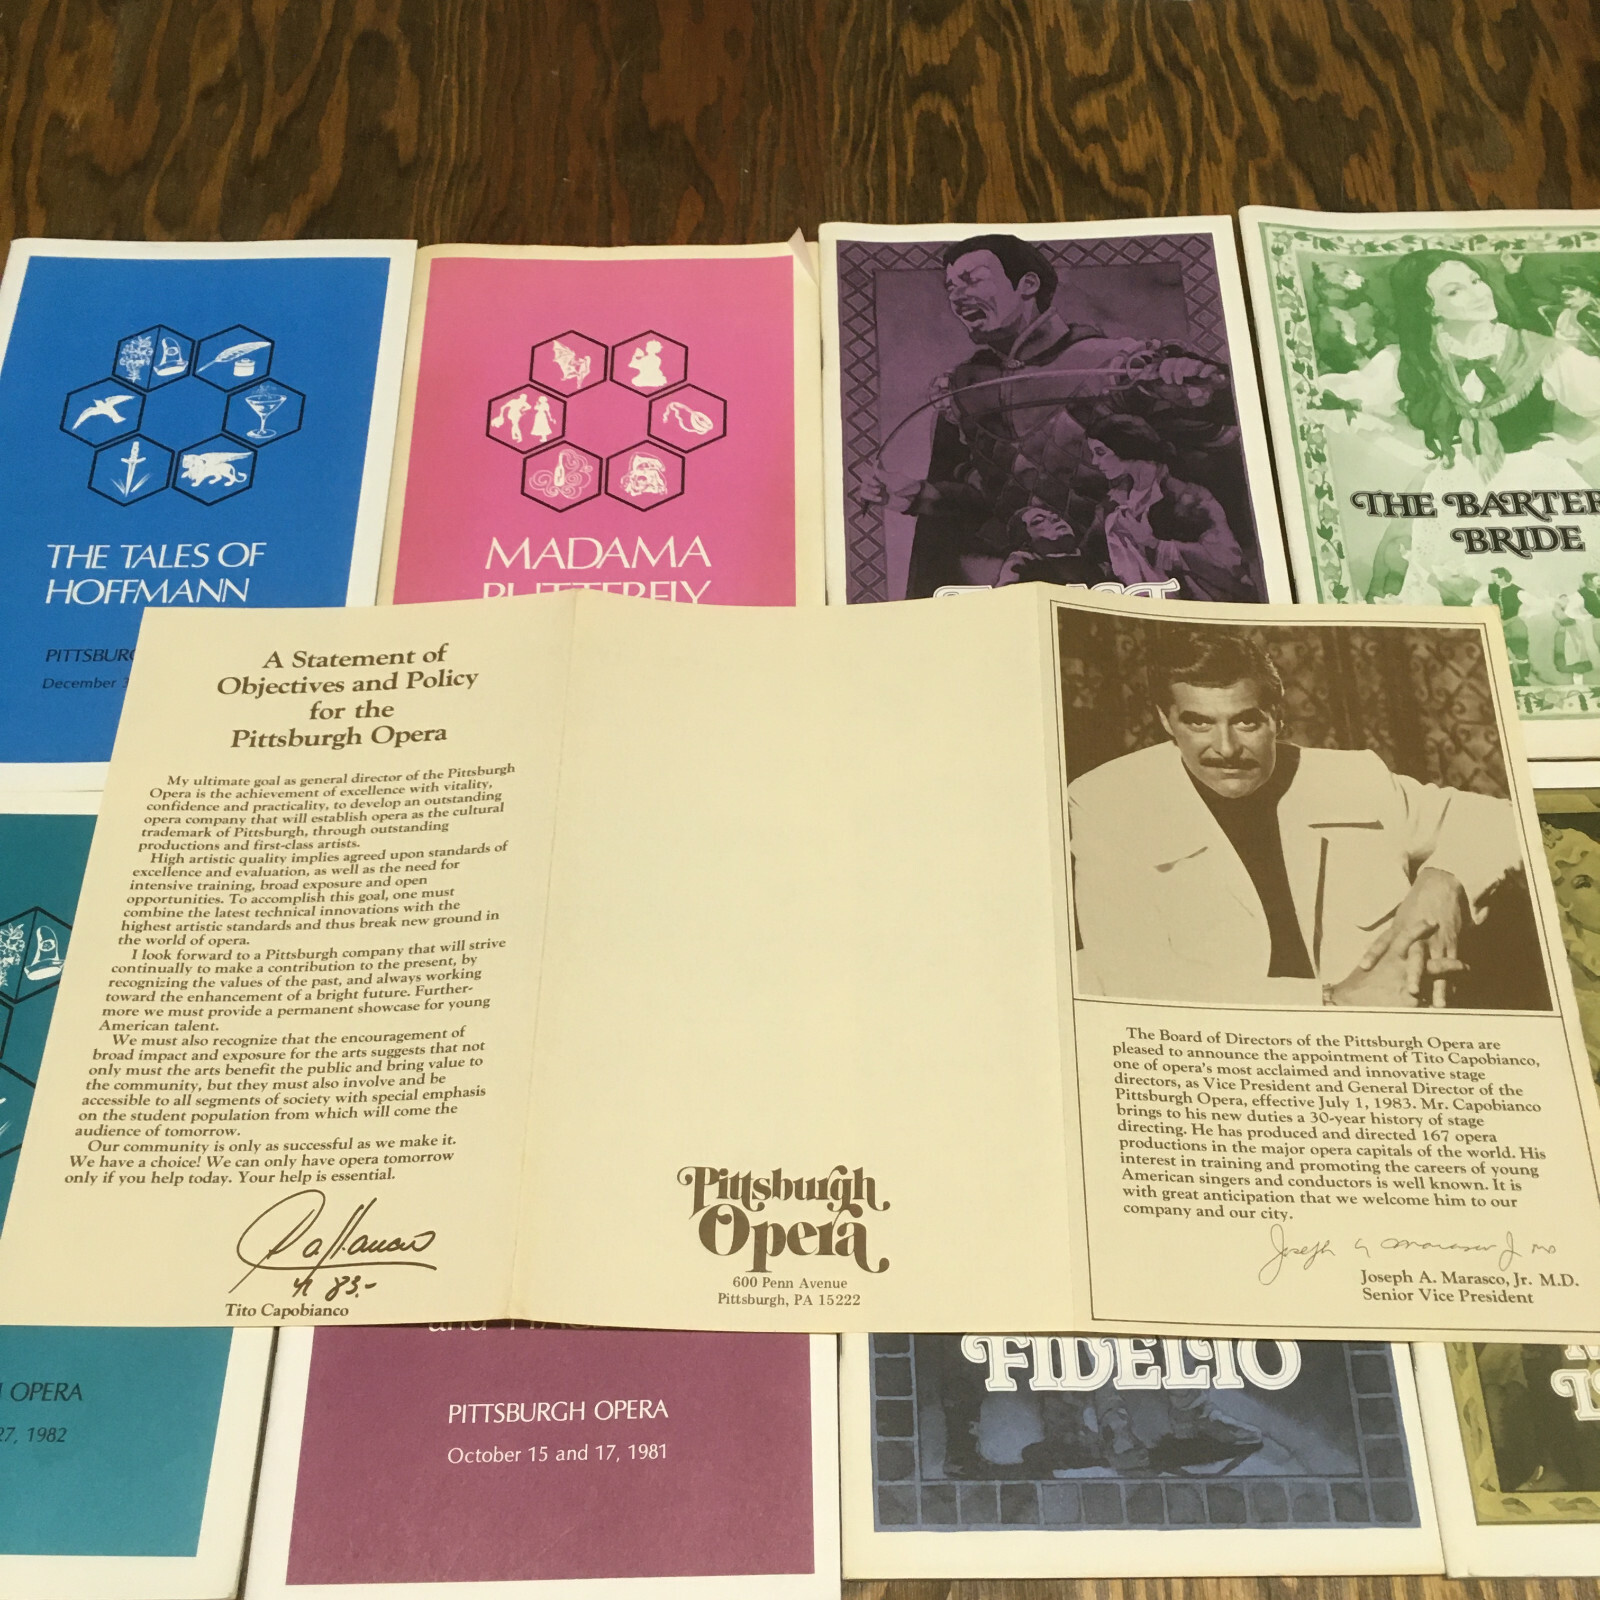 THE TALES OF
HOFFMANN
December
MADAMA
BUTTERFLY
THE
BRIDE
A Statement of
Objectives and Policy
for the
Pittsburgh Opera
My ultimate goal as general director of the Pittsburgh
Opera is the achievement of excellence with vitality,
confidence and practicality, to develop an outstanding
opera company that will establish opera as the cultural
trademark of Pittsburgh, through outstanding
productions and first-class artists.
High artistic quality implies agreed upon standards of
excellence and evaluation, as well as the need for
intensive training, broad exposure and open
opportunities. To accomplish this goal, one must
combine the latest technical innovations with the
highest artistic standards and thus break new ground in
the world of opera.
I look forward to a Pittsburgh company that will strive
continually to make a contribution to the present, by
recognizing the values of the past, and always working
toward the enhancement of a bright future. Further-
more we must provide a permanent showcase for young
American talent.
We must also recognize that the encouragement of
broad impact and exposure for the arts suggests that not
only must the arts benefit the public and bring value to
the community, but they must also involve and be
accessible to all segments of society with special emphasis
on the student population from which will come the
audience of tomorrow.
Our community is only as successful as we make it.
We have a choice! We can only have opera tomorrow
only if you help today. Your help is essential.
83.-
Tito Capobianco
Pittsburgh
Opera
600 Penn Avenue
Pittsburgh, PA 15222
The Board of Directors of the Pittsburgh Opera are
pleased to announce the appointment of Tito Capobianco,
one of opera's most acclaimed and innovative stage
directors, as Vice President and General Director of the
Pittsburgh Opera, effective July 1, 1983. Mr. Capobianco
brings to his new duties a 30-year history of stage
directing. He has produced and directed 167 opera
productions in the major opera capitals of the world. His
interest in training and promoting the careers of young
American singers and conductors is well known. It is
with great anticipation that we welcome him to our
company and our city.
Joseph A. Marasco Jr MD
Joseph A. Marasco, Jr. M.D.
Senior Vice President
OPERA
27, 1982
and
PITTSBURGH OPERA
October 15 and 17, 1981
FIDELIO